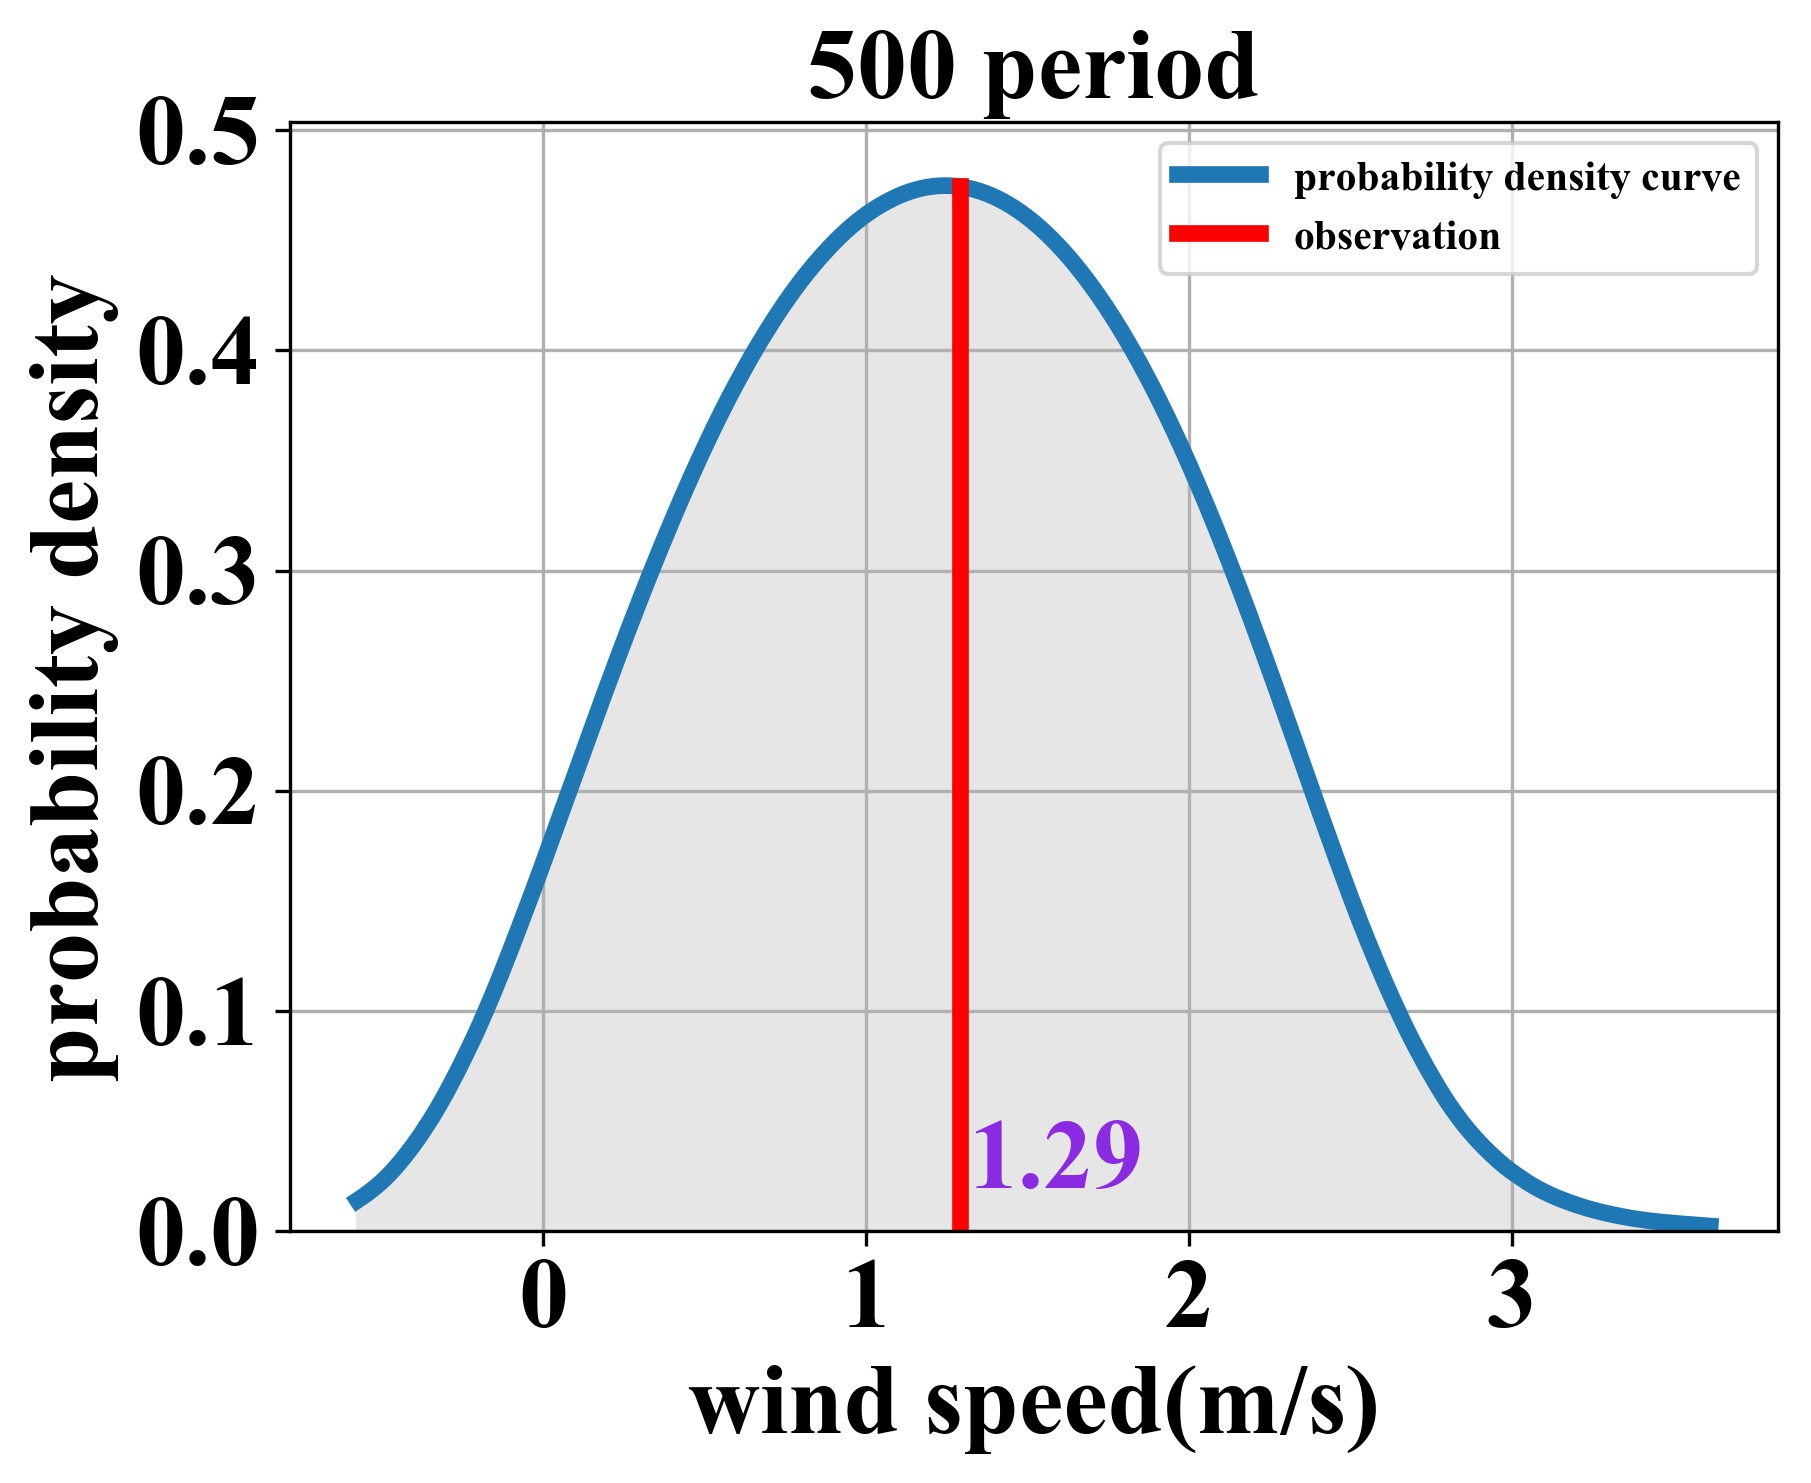 500 period
0.5
0.4
0.3
0.2
0.1
0.0
probability density
probability density curve
observation
1.29
0 1 2 3
wind speed(m/s)